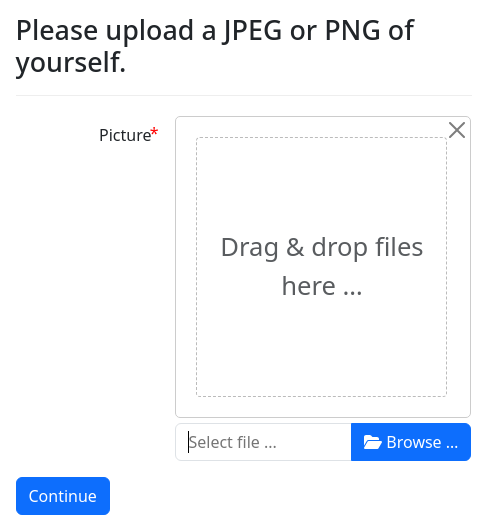 Please upload a JPEG or PNG of
yourself.
Picture*
Drag & drop files
here ...
Select file ...
Browse ...
Continue